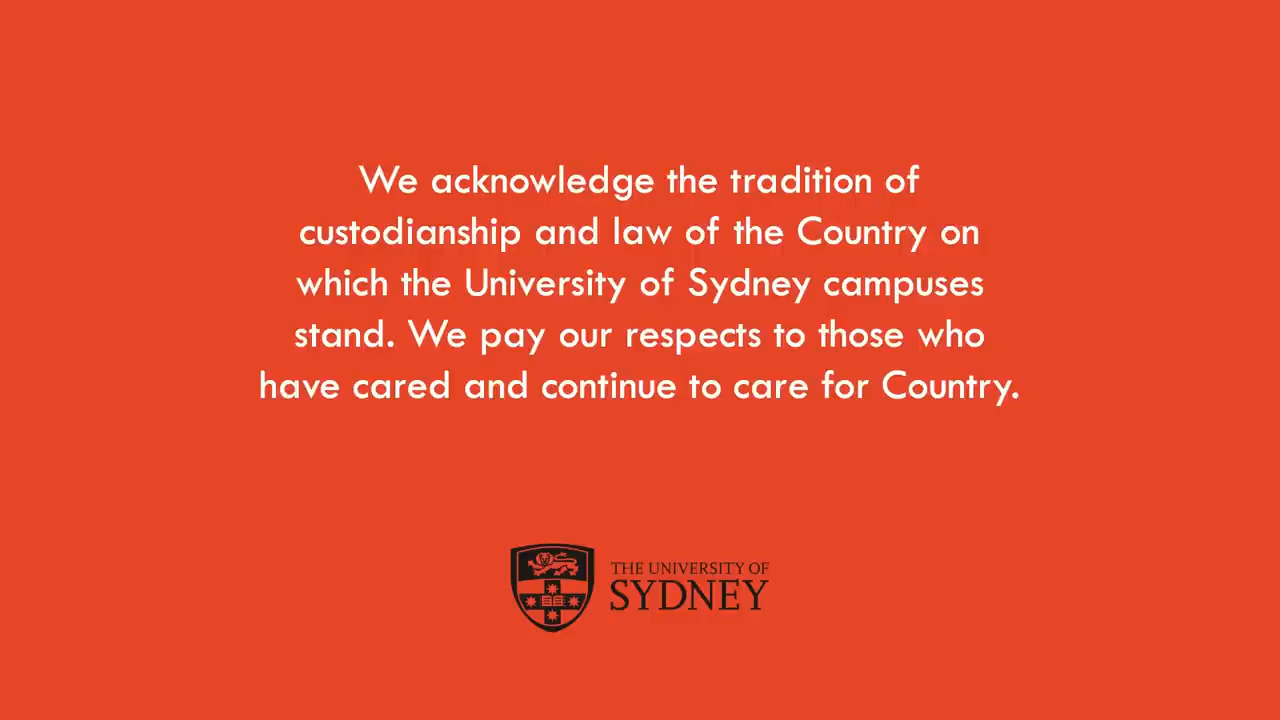 We acknowledge the tradition of
custodianship and law of the Country on
which the University of Sydney campuses
stand. We pay our respects to those who
have cared and continue to care for Country.
THE UNIVERSITY OF
SYDNEY